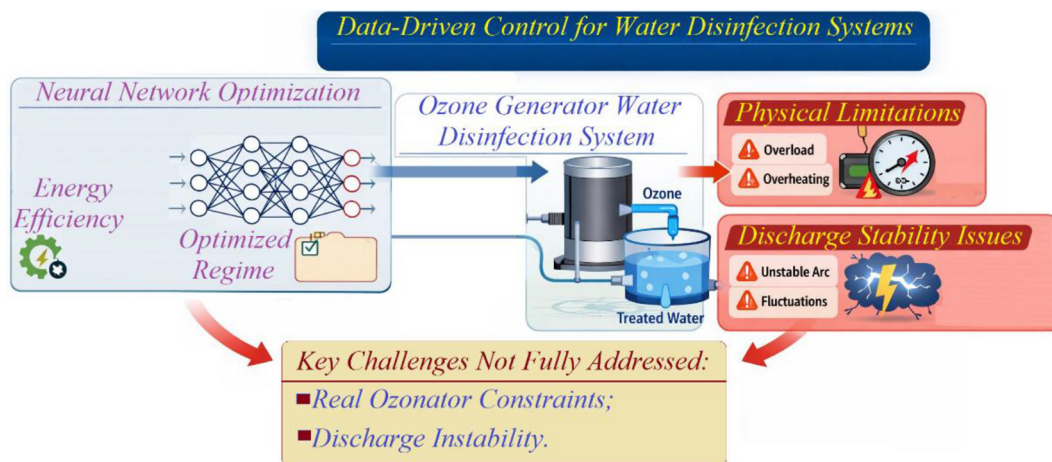 Data-Driven Control for Water Disinfection Systems
Neural Network Optimization
Energy
Efficiency
Optimized
Regime
Ozone Generator Water
Disinfection System
Ozone
Treated Water
Physical Limitations
Overload
Overheating
Discharge Stability Issues
Unstable Arc
Fluctuations
Key Challenges Not Fully Addressed:
Real Ozonator Constraints;
Discharge Instability.